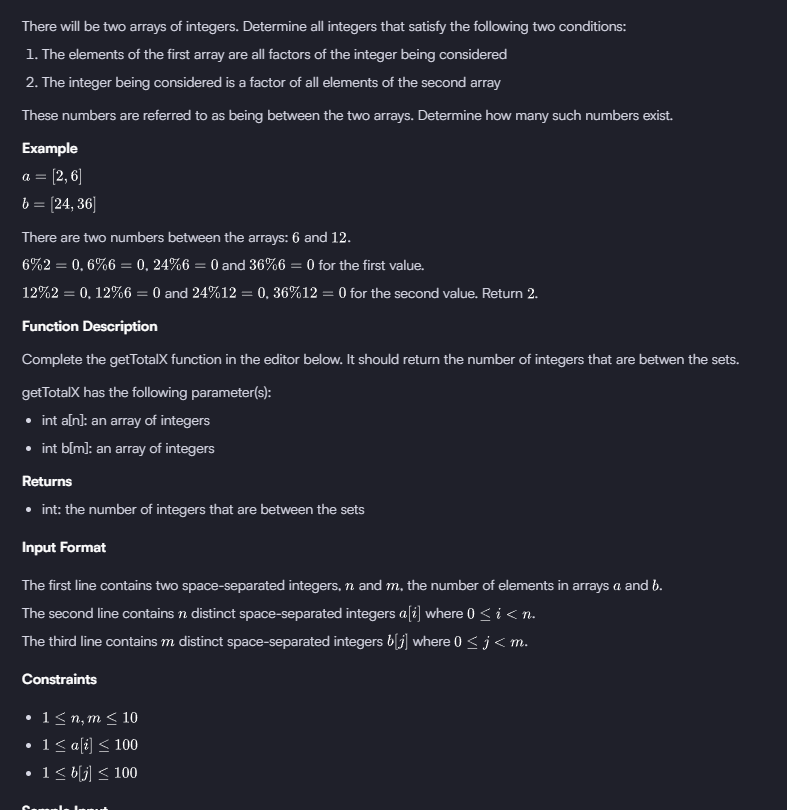 There will be two arrays of integers. Determine all integers that satisfy the following two conditions:
1. The elements of the first array are all factors of the integer being considered
2. The integer being considered is a factor of all elements of the second array
These numbers are referred to as being between the two arrays. Determine how many such numbers exist.
Example
a = [2, 6]
b = [24, 36]
There are two numbers between the arrays: 6 and 12.
6%2 = 0, 6%6 = 0, 24%6 = 0 and 36%6 = 0 for the first value.
12%2 = 0, 12%6 = 0 and 24%12 = 0, 36%12 = 0 for the second value. Return 2.
Function Description
Complete the getTotalX function in the editor below. It should return the number of integers that are betwen the sets.
getTotalX has the following parameter(s):
• int a[n]: an array of integers
• int b[m]: an array of integers
Returns
• int: the number of integers that are between the sets
Input Format
The first line contains two space-separated integers, n and m, the number of elements in arrays a and b.
The second line contains n distinct space-separated integers a[i] where 0 ≤ i < n.
The third line contains m distinct space-separated integers b[j] where 0 ≤ j < m.
Constraints
• 1 ≤ n, m ≤ 10
• 1 ≤ a[i] ≤ 100
• 1 ≤ b[j] ≤ 100
Sample Input